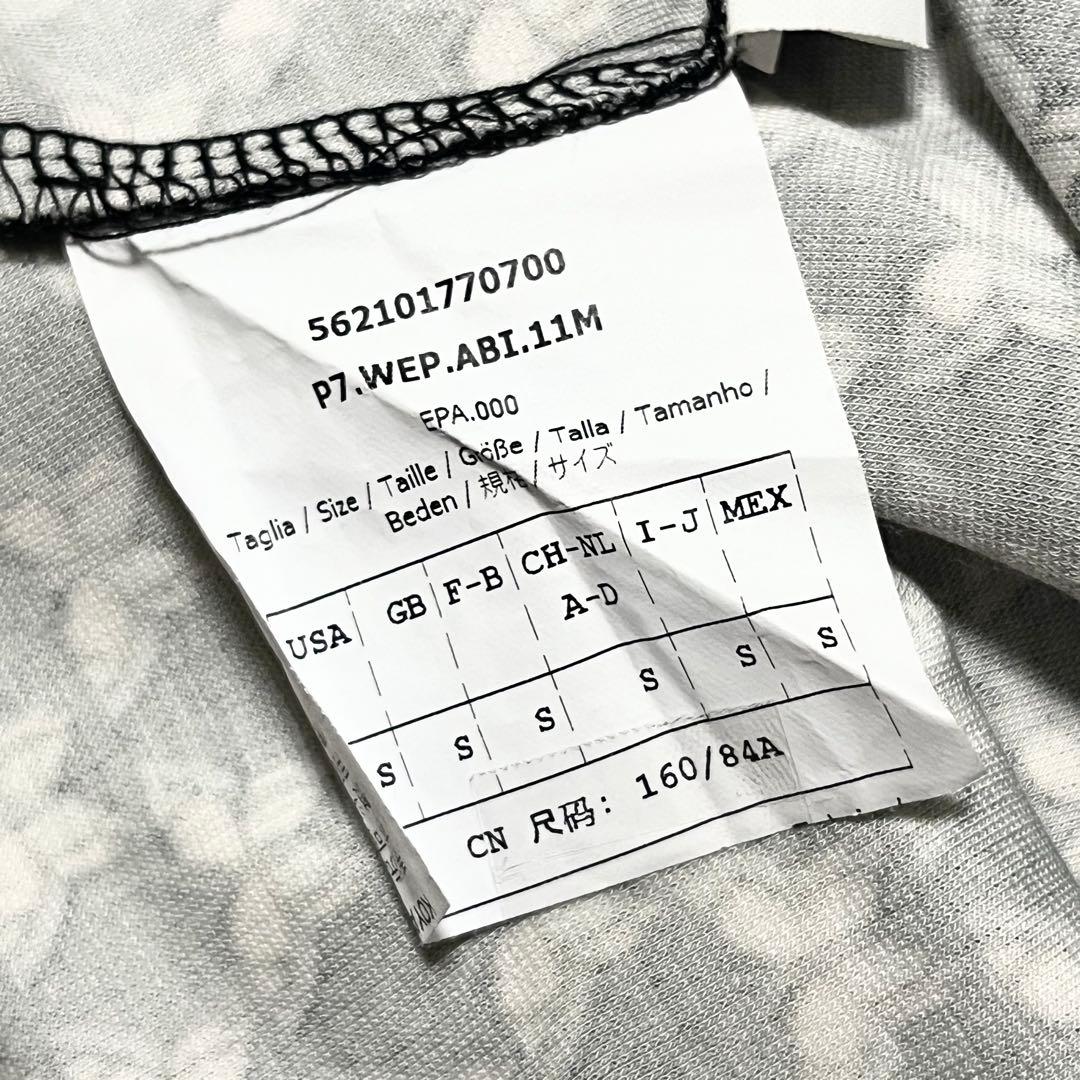 562101770700
P7.WEP.ABI.11M
EPA.000
Taglia / Size / Taille / Größe / Talla / Tamanho /
Beden / 規格 / サイズ
USA GB F-B CH-NL I-J MEX
A-D
S S S S S S
CN 尺码: 160/84A